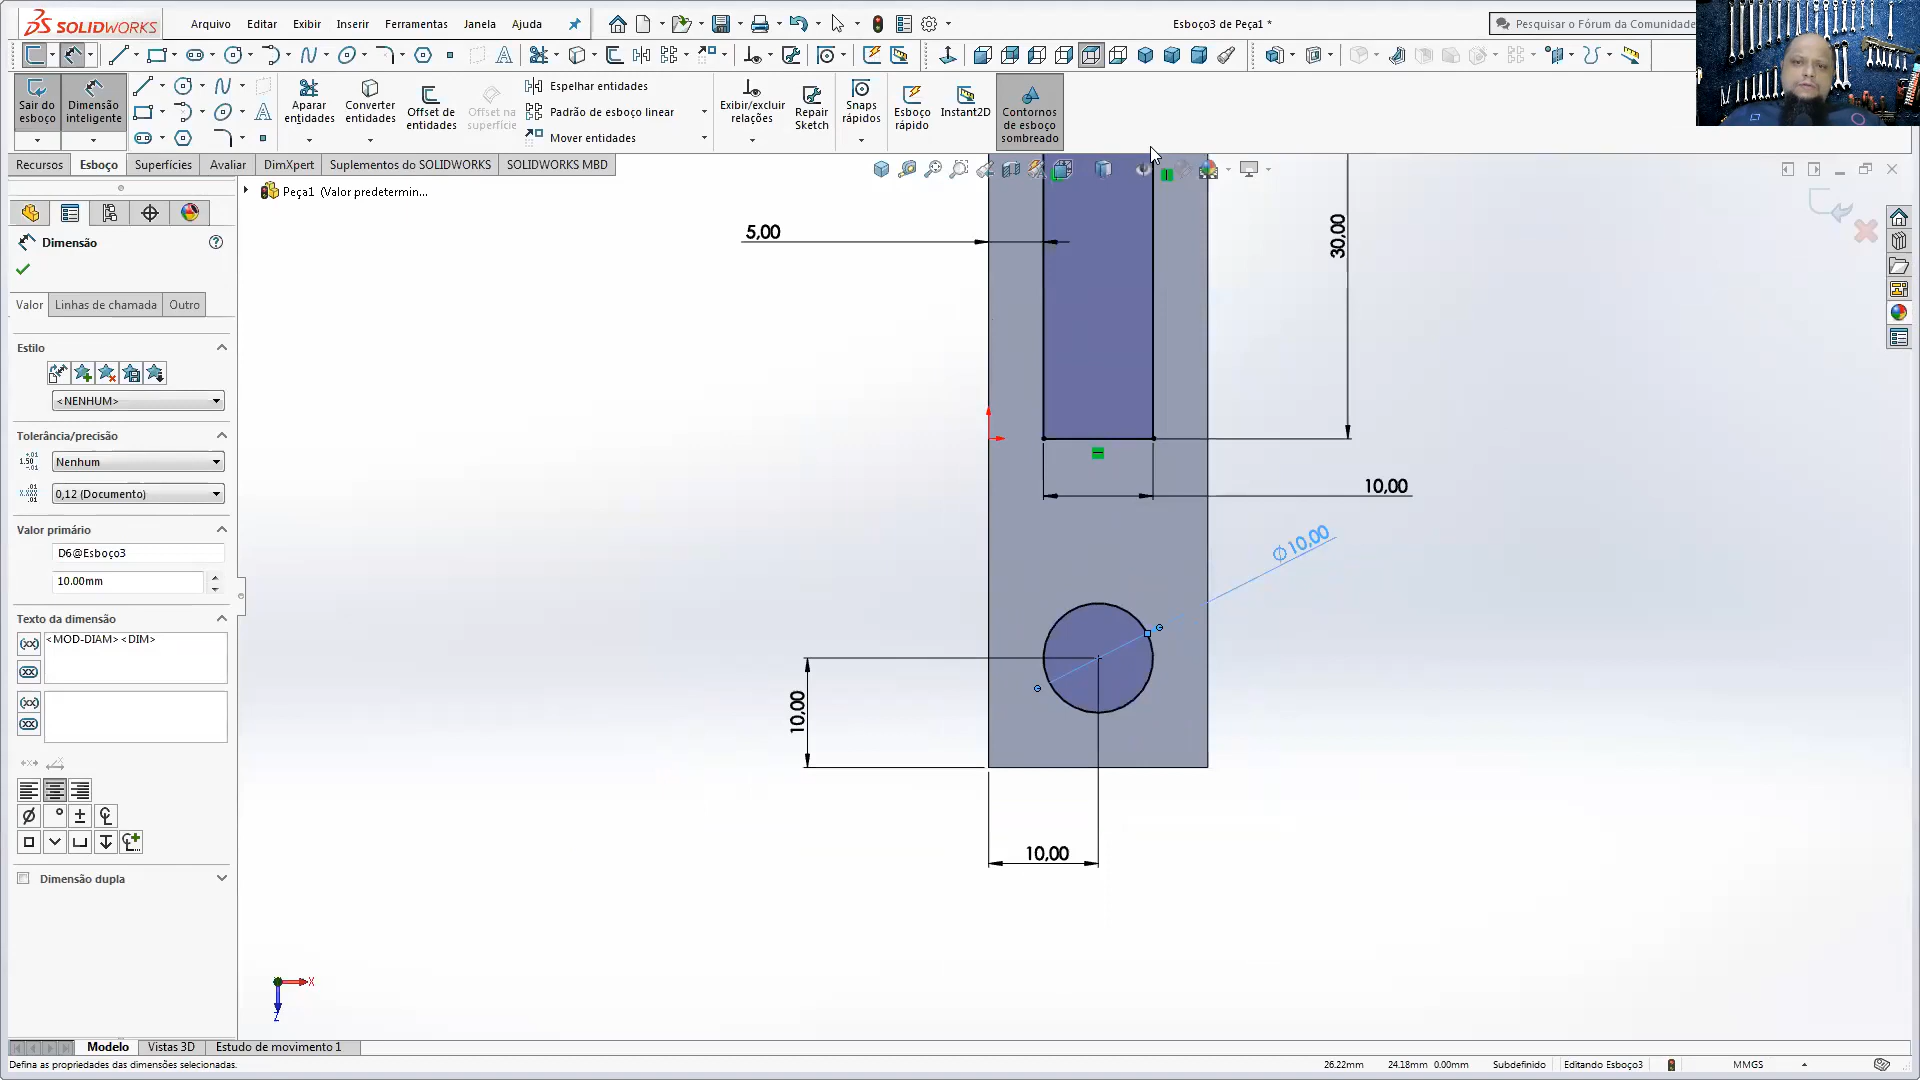 SOLIDWORKS
Arquivo Editar Exibir Inserir Ferramentas Janela Ajuda
Esboço3 de Peça1 *
Pesquisar o Fórum da Comunidade
Sair do esboço
Dimensão inteligente
Aparar entidades
Converter entidades
Offset de entidades
Offset na superfície
Espelhar entidades
Padrão de esboço linear
Mover entidades
Exibir/excluir relações
Repair Sketch
Snaps rápidos
Esboço rápido
Instant2D
Contornos de esboço sombreado
Recursos Esboço Superfícies Avaliar DimXpert Suplementos do SOLIDWORKS SOLIDWORKS MBD
Peça1 (Valor predetermin...
Dimensão
Valor Linhas de chamada Outro
Estilo
<NENHUM>
Tolerância/precisão
Nenhum
0,12 (Documento)
Valor primário
D6@Esboço3
10.00mm
Texto da dimensão
<MOD-DIAM><DIM>
Dimensão dupla
5,00
30,00
10,00
∅10,00
10,00
10,00
X
Z
Modelo Vistas 3D Estudo de movimento 1
Defina as propriedades das dimensões selecionadas.
26.22mm 24.18mm 0.00mm Subdefinido Editando Esboço3 MMGS